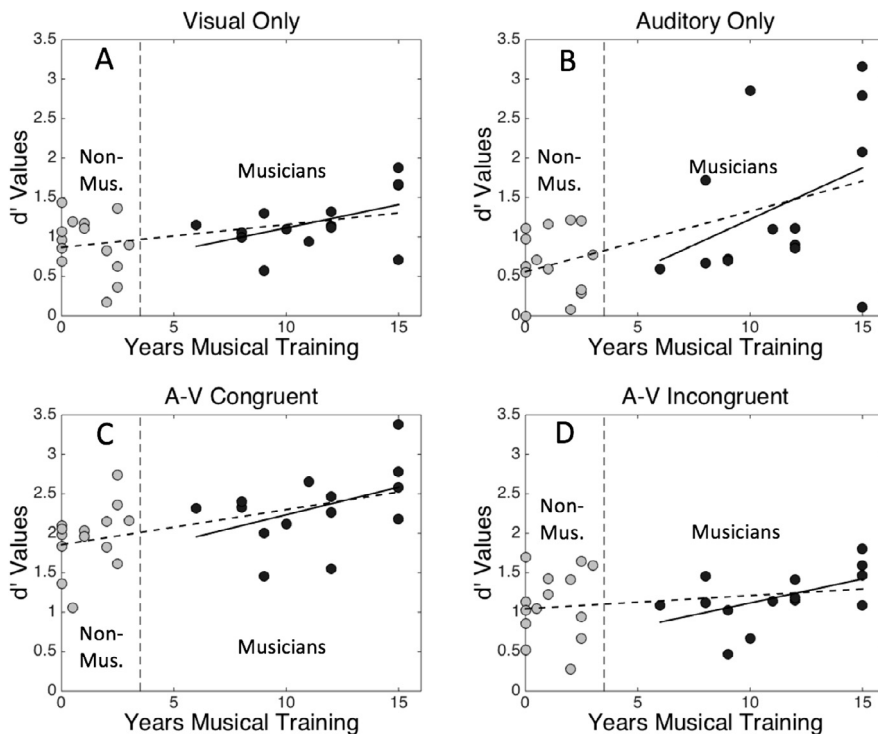 Visual Only
A
3.5
3
2.5
2
1.5
1
0.5
0
d' Values
Non-
Mus.
Musicians
0
5
10
15
Years Musical Training
Auditory Only
B
3.5
3
2.5
2
1.5
1
0.5
0
d' Values
Non-
Mus.
Musicians
0
5
10
15
Years Musical Training
A-V Congruent
C
3.5
3
2.5
2
1.5
1
0.5
0
d' Values
Non-
Mus.
Musicians
0
5
10
15
Years Musical Training
A-V Incongruent
D
3.5
3
2.5
2
1.5
1
0.5
0
d' Values
Non-
Mus.
Musicians
0
5
10
15
Years Musical Training